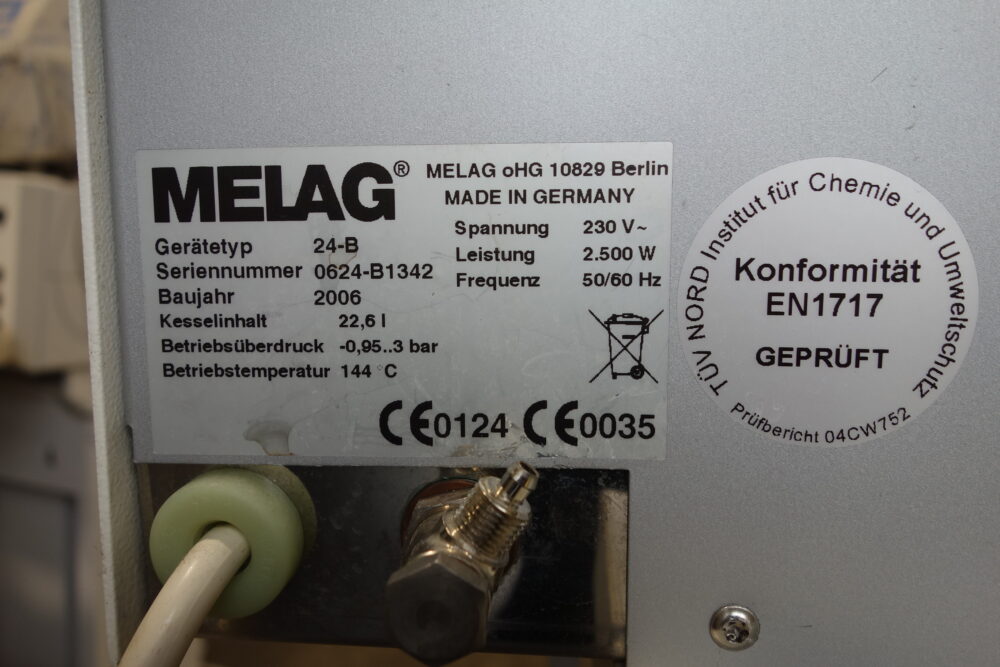 MELAG®
MELAG oHG 10829 Berlin
MADE IN GERMANY
Gerätetyp 24-B
Seriennummer 0624-B1342
Baujahr 2006
Kesselinhalt 22,6 l
Betriebsüberdruck -0,95..3 bar
Betriebstemperatur 144 °C
Spannung 230 V~
Leistung 2.500 W
Frequenz 50/60 Hz
CE0124 CE0035
TÜV NORD Institut für Chemie und Umweltschutz
Konformität
EN1717
GEPRÜFT
Prüfbericht 04CW752